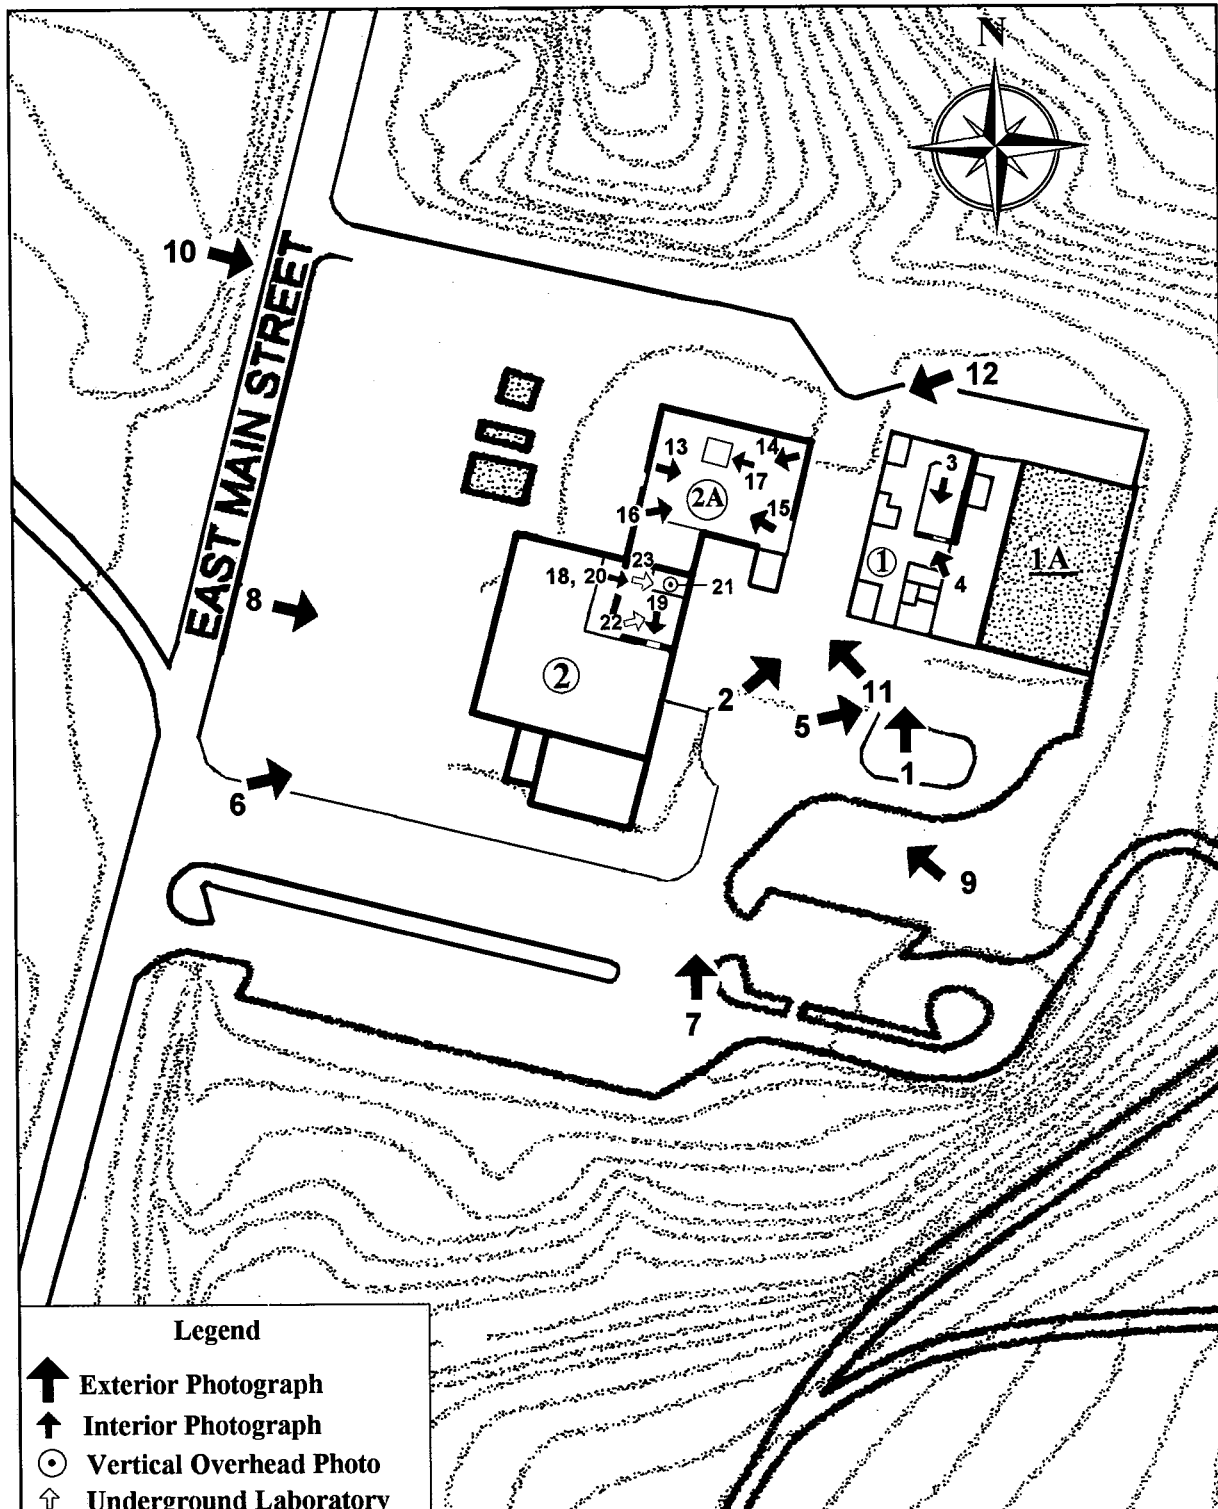 N
10
EAST MAIN STREET
12
13
14
3
17
16
2A
15
1
1A
23
18, 20
21
4
8
19
22
2
2
11
5
1
6
9
7
Legend
Exterior Photograph
Interior Photograph
Vertical Overhead Photo
Underground Laboratory